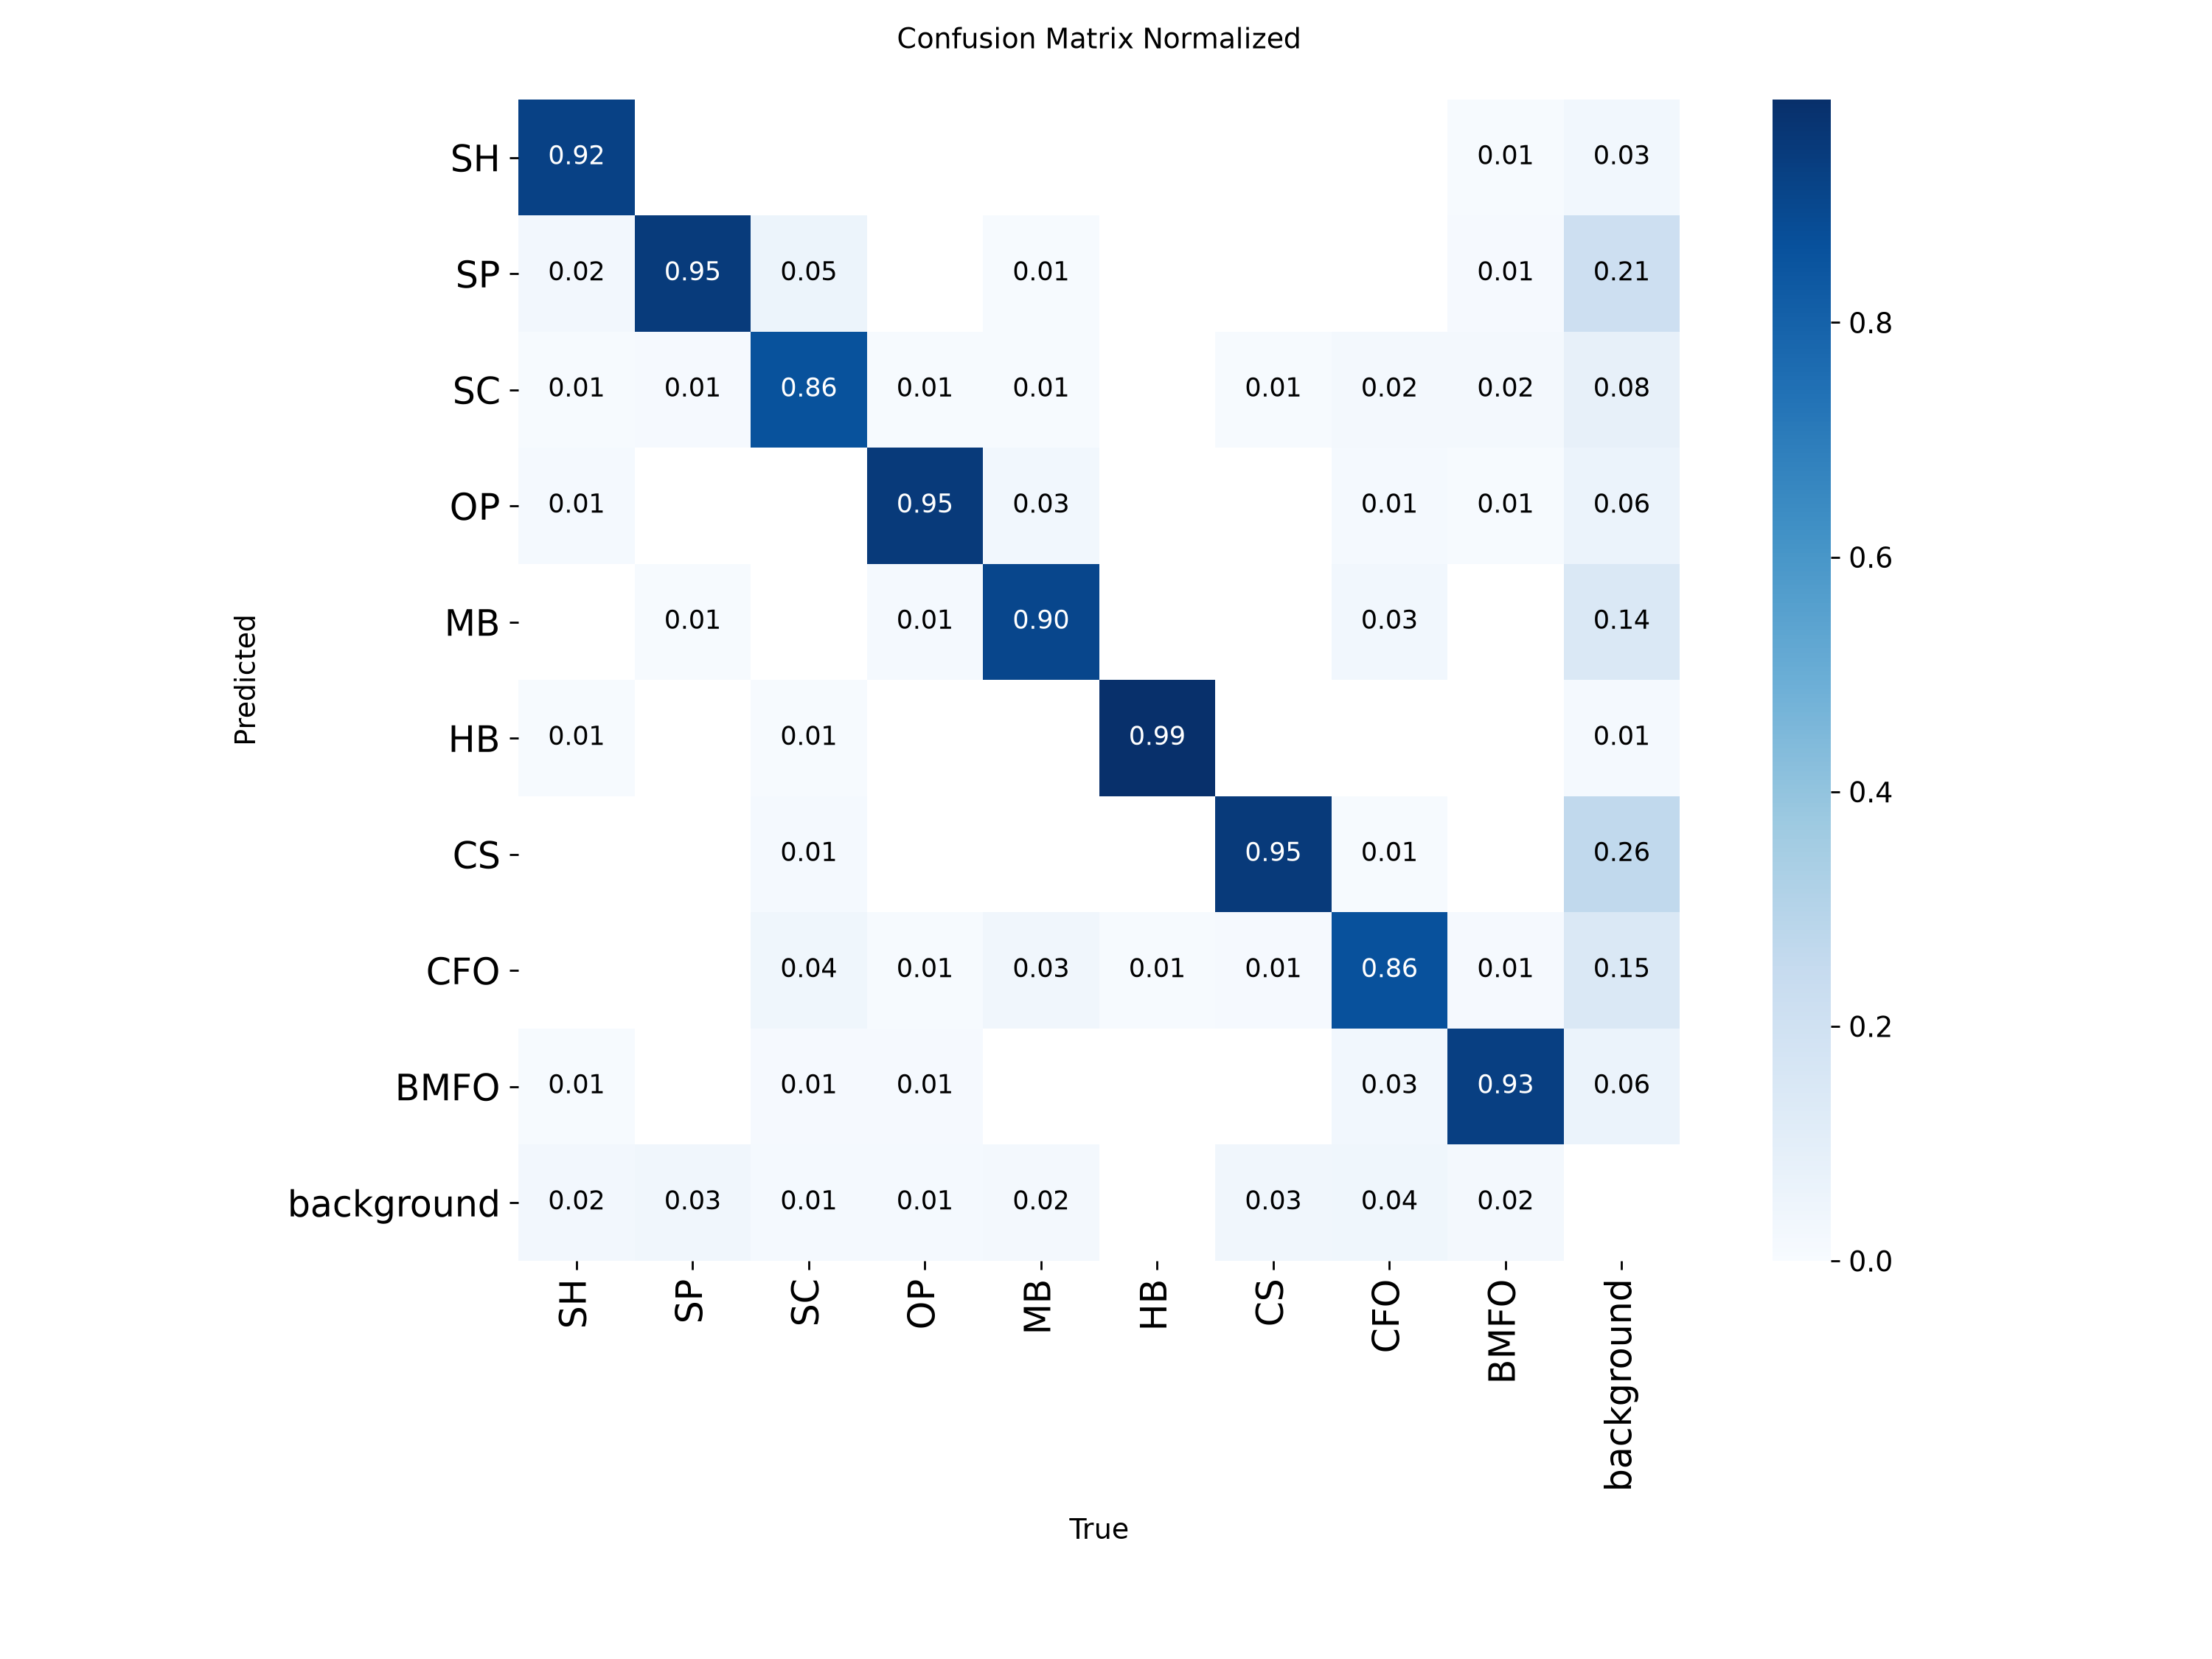 Confusion Matrix Normalized
SH 0.92 0.01 0.03
SP 0.02 0.95 0.05 0.01 0.01 0.21
SC 0.01 0.01 0.86 0.01 0.01 0.01 0.02 0.02 0.08
OP 0.01 0.95 0.03 0.01 0.01 0.06
MB 0.01 0.01 0.90 0.03 0.14
HB 0.01 0.01 0.99 0.01
CS 0.01 0.95 0.01 0.26
CFO 0.04 0.01 0.03 0.01 0.01 0.86 0.01 0.15
BMFO 0.01 0.01 0.01 0.03 0.93 0.06
background 0.02 0.03 0.01 0.01 0.02 0.03 0.04 0.02
SH SP SC OP MB HB CS CFO BMFO background
True
Predicted
0.8
0.6
0.4
0.2
0.0